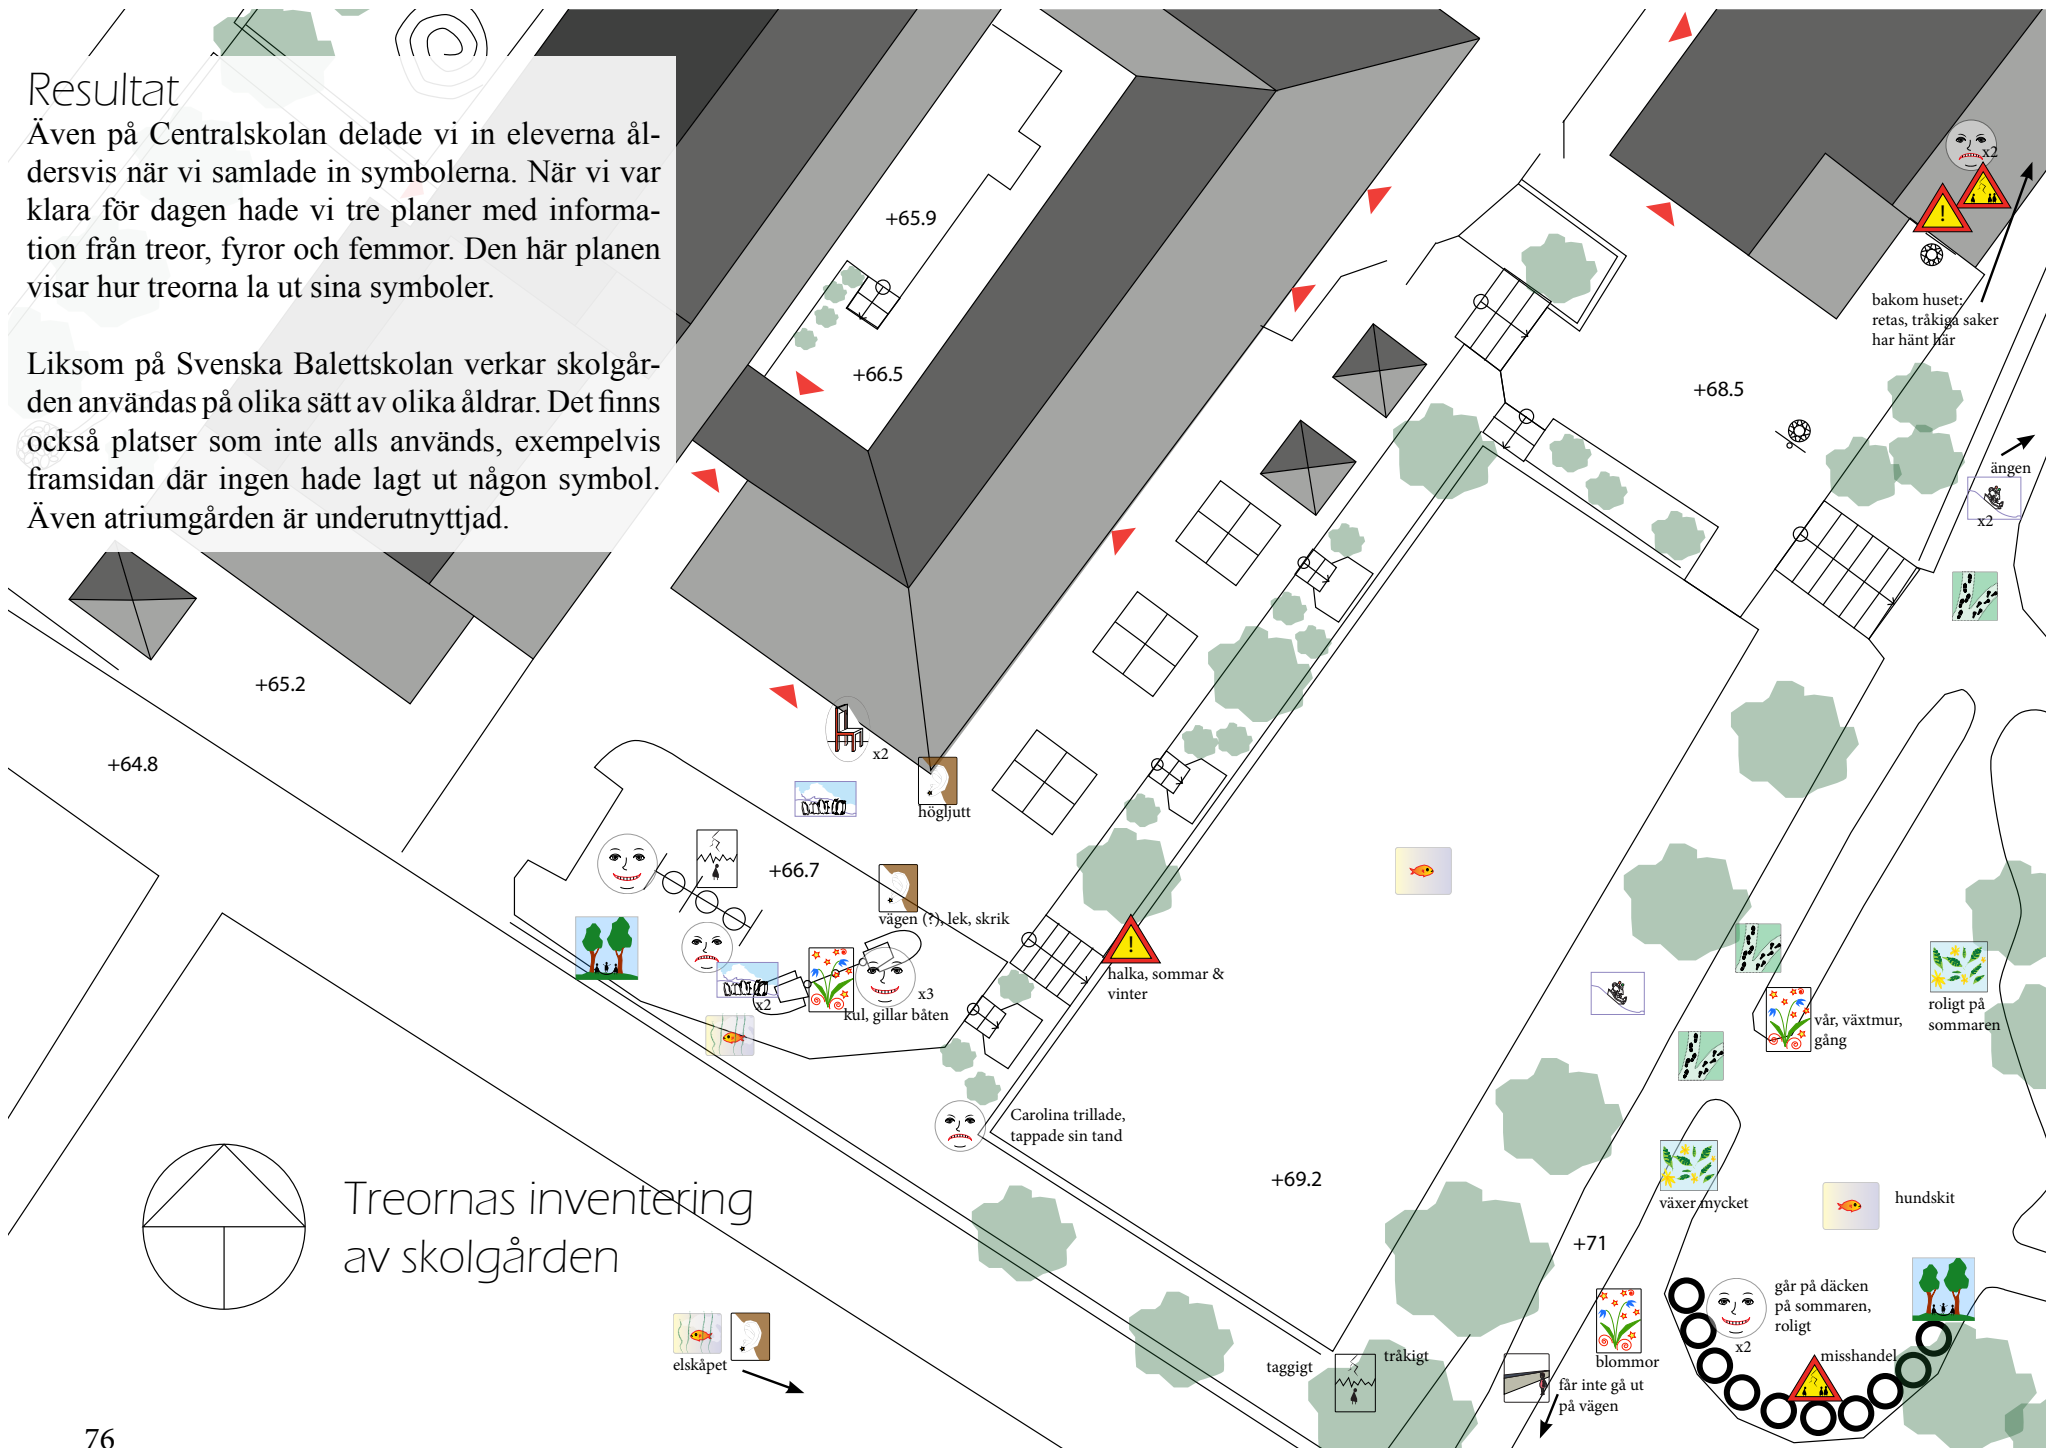 Resultat
Även på Centralskolan delade vi in eleverna ål-
dersvis när vi samlade in symbolerna. När vi var
klara för dagen hade vi tre planer med informa-
tion från treor, fyror och femmor. Den här planen
visar hur treorna la ut sina symboler.
Liksom på Svenska Balettskolan verkar skolgår-
den användas på olika sätt av olika åldrar. Det finns
också platser som inte alls används, exempelvis
framsidan där ingen hade lagt ut någon symbol.
Även atriumgården är underutnyttjad.
+65.9
+66.5
x2
!
bakom huset:
retas, tråkiga saker
har hänt här
+68.5
ängen
x2
+65.2
+64.8
x2
högljutt
+66.7
vägen (?), lek, skrik
x2
x3
kul, gillar båten
!
halka, sommar &
vinter
roligt på
sommaren
vår, växtmur,
gång
Carolina trillade,
tappade sin tand
+69.2
växer mycket
hundskit
+71
Treornas inventering
av skolgården
går på däcken
på sommaren,
roligt
x2
misshandel
elskåpet
taggigt
tråkigt
blommor
får inte gå ut
på vägen
76